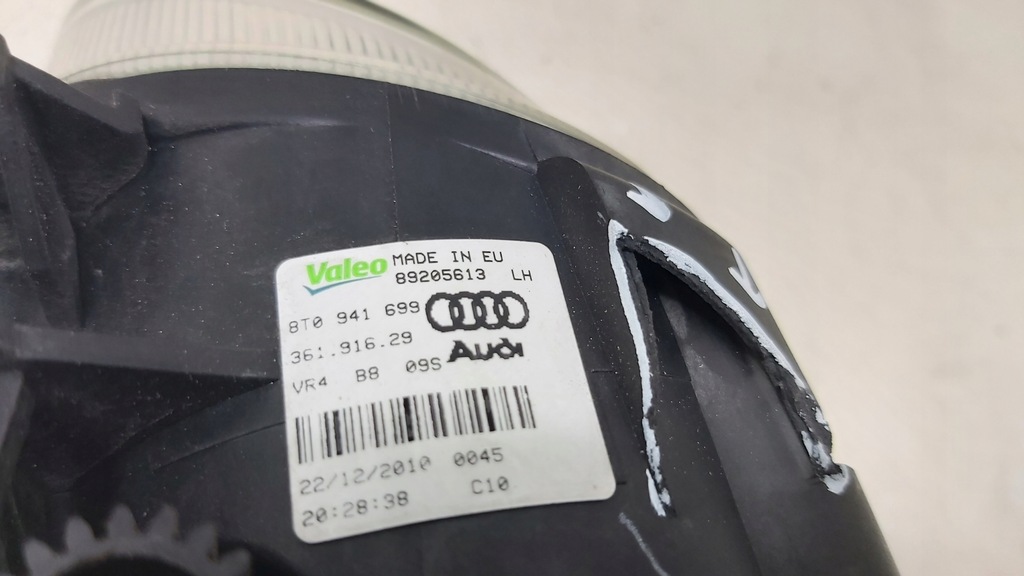 Valeo MADE IN EU
89205613 LH
8T0 941 699
361.916.29 Audi
VR4 B8 09S
22/12/2010 0045
20:28:38 C10